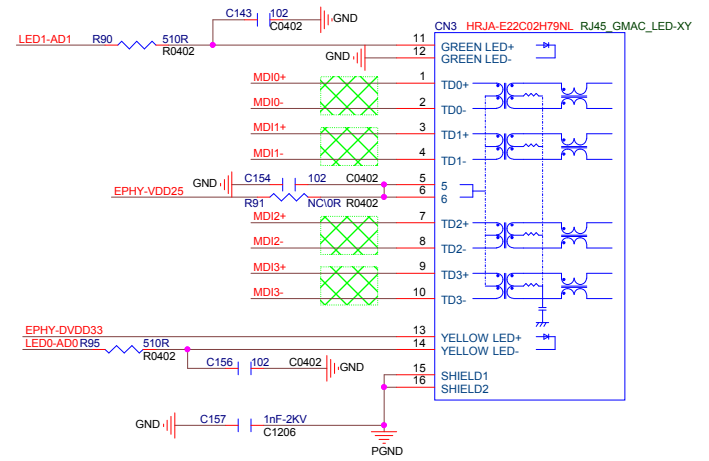 C143 102 GND
C0402
CN3 HRJA-E22C02H79NL RJ45_GMAC_LED-XY
LED1-AD1 R90 510R
R0402
11 GREEN LED+
GND 12 GREEN LED-
MDI0+ 1 TD0+
MDI0- 2 TD0-
MDI1+ 3 TD1+
MDI1- 4 TD1-
GND C154 102 C0402 5 5
EPHY-VDD25 6 6
R91 NC\0R R0402
MDI2+ 7 TD2+
MDI2- 8 TD2-
MDI3+ 9 TD3+
MDI3- 10 TD3-
EPHY-DVDD33 13 YELLOW LED+
LED0-AD0 R95 510R 14 YELLOW LED-
R0402
C156 102 C0402 GND
15 SHIELD1
16 SHIELD2
GND C157 1nF-2KV
C1206
PGND